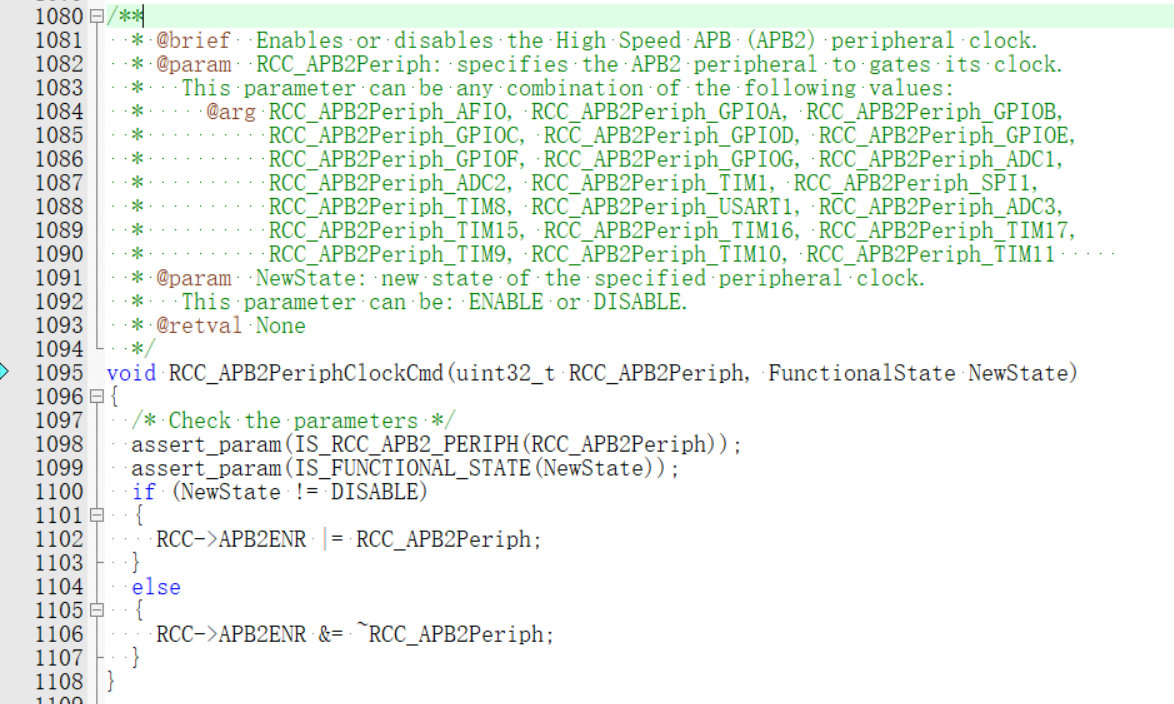 1080 /**
1081 * @brief Enables or disables the High Speed APB (APB2) peripheral clock.
1082 * @param RCC_APB2Periph: specifies the APB2 peripheral to gates its clock.
1083 * This parameter can be any combination of the following values:
1084 * @arg RCC_APB2Periph_AFIO, RCC_APB2Periph_GPIOA, RCC_APB2Periph_GPIOB,
1085 * RCC_APB2Periph_GPIOC, RCC_APB2Periph_GPIOD, RCC_APB2Periph_GPIOE,
1086 * RCC_APB2Periph_GPIOF, RCC_APB2Periph_GPIOG, RCC_APB2Periph_ADC1,
1087 * RCC_APB2Periph_ADC2, RCC_APB2Periph_TIM1, RCC_APB2Periph_SPI1,
1088 * RCC_APB2Periph_TIM8, RCC_APB2Periph_USART1, RCC_APB2Periph_ADC3,
1089 * RCC_APB2Periph_TIM15, RCC_APB2Periph_TIM16, RCC_APB2Periph_TIM17,
1090 * RCC_APB2Periph_TIM9, RCC_APB2Periph_TIM10, RCC_APB2Periph_TIM11
1091 * @param NewState: new state of the specified peripheral clock.
1092 * This parameter can be: ENABLE or DISABLE.
1093 * @retval None
1094 */
1095 void RCC_APB2PeriphClockCmd(uint32_t RCC_APB2Periph, FunctionalState NewState)
1096 {
1097 /* Check the parameters */
1098 assert_param(IS_RCC_APB2_PERIPH(RCC_APB2Periph));
1099 assert_param(IS_FUNCTIONAL_STATE(NewState));
1100 if (NewState != DISABLE)
1101 {
1102 RCC->APB2ENR |= RCC_APB2Periph;
1103 }
1104 else
1105 {
1106 RCC->APB2ENR &= ~RCC_APB2Periph;
1107 }
1108 }
1109